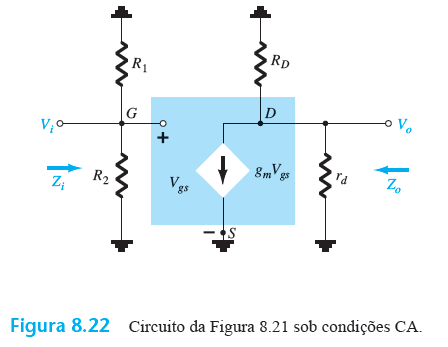 R1
RD
G
D
Vi
Vo
+
Zi
R2
Vgs
gmVgs
rd
Zo
– S
Figura 8.22 Circuito da Figura 8.21 sob condições CA.